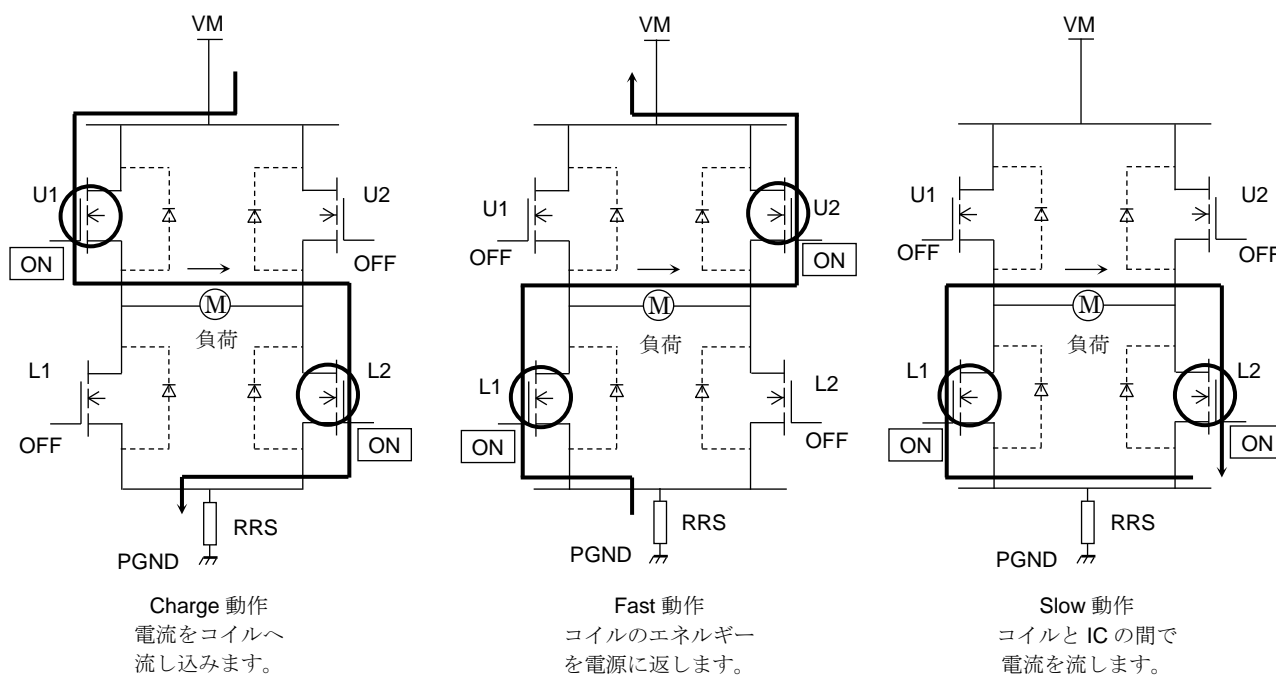 VM
U1
U2
ON
OFF
M
負荷
L1
L2
OFF
ON
RRS
PGND
Charge 動作
電流をコイルへ
流し込みます。
VM
U1
U2
OFF
ON
M
負荷
L1
L2
ON
OFF
RRS
PGND
Fast 動作
コイルのエネルギー
を電源に返します。
VM
U1
U2
OFF
OFF
M
負荷
L1
L2
ON
ON
RRS
PGND
Slow 動作
コイルと IC の間で
電流を流します。